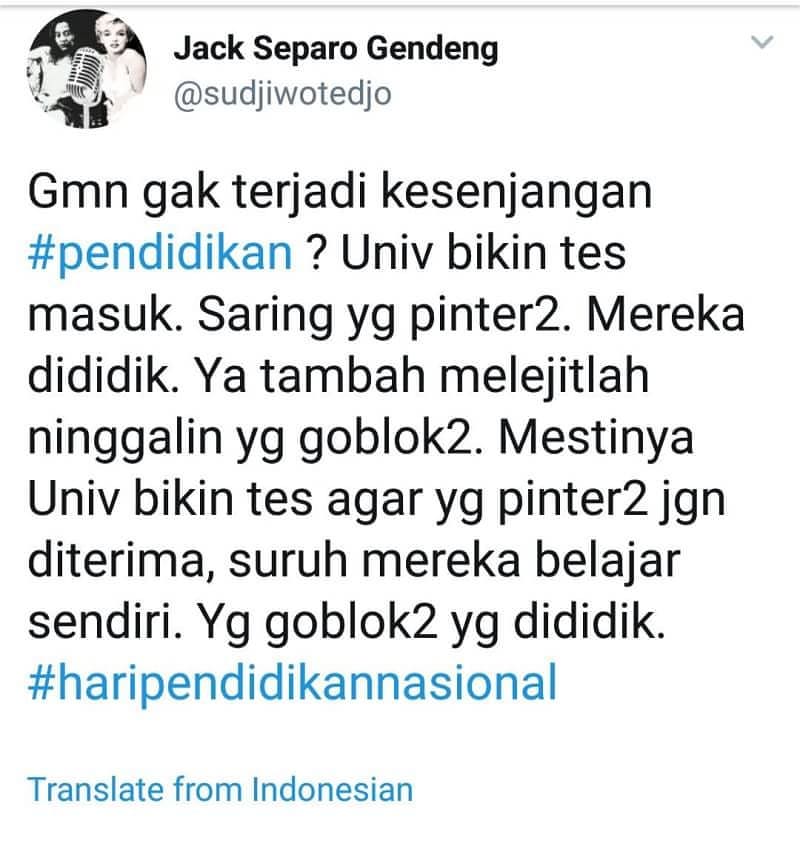 Jack Separo Gendeng
@sudjiwotedjo
Gmn gak terjadi kesenjangan
#pendidikan ? Univ bikin tes
masuk. Saring yg pinter2. Mereka
dididik. Ya tambah melejitlah
ninggalin yg goblok2. Mestinya
Univ bikin tes agar yg pinter2 jgn
diterima, suruh mereka belajar
sendiri. Yg goblok2 yg dididik.
#haripendidikannasional
Translate from Indonesian